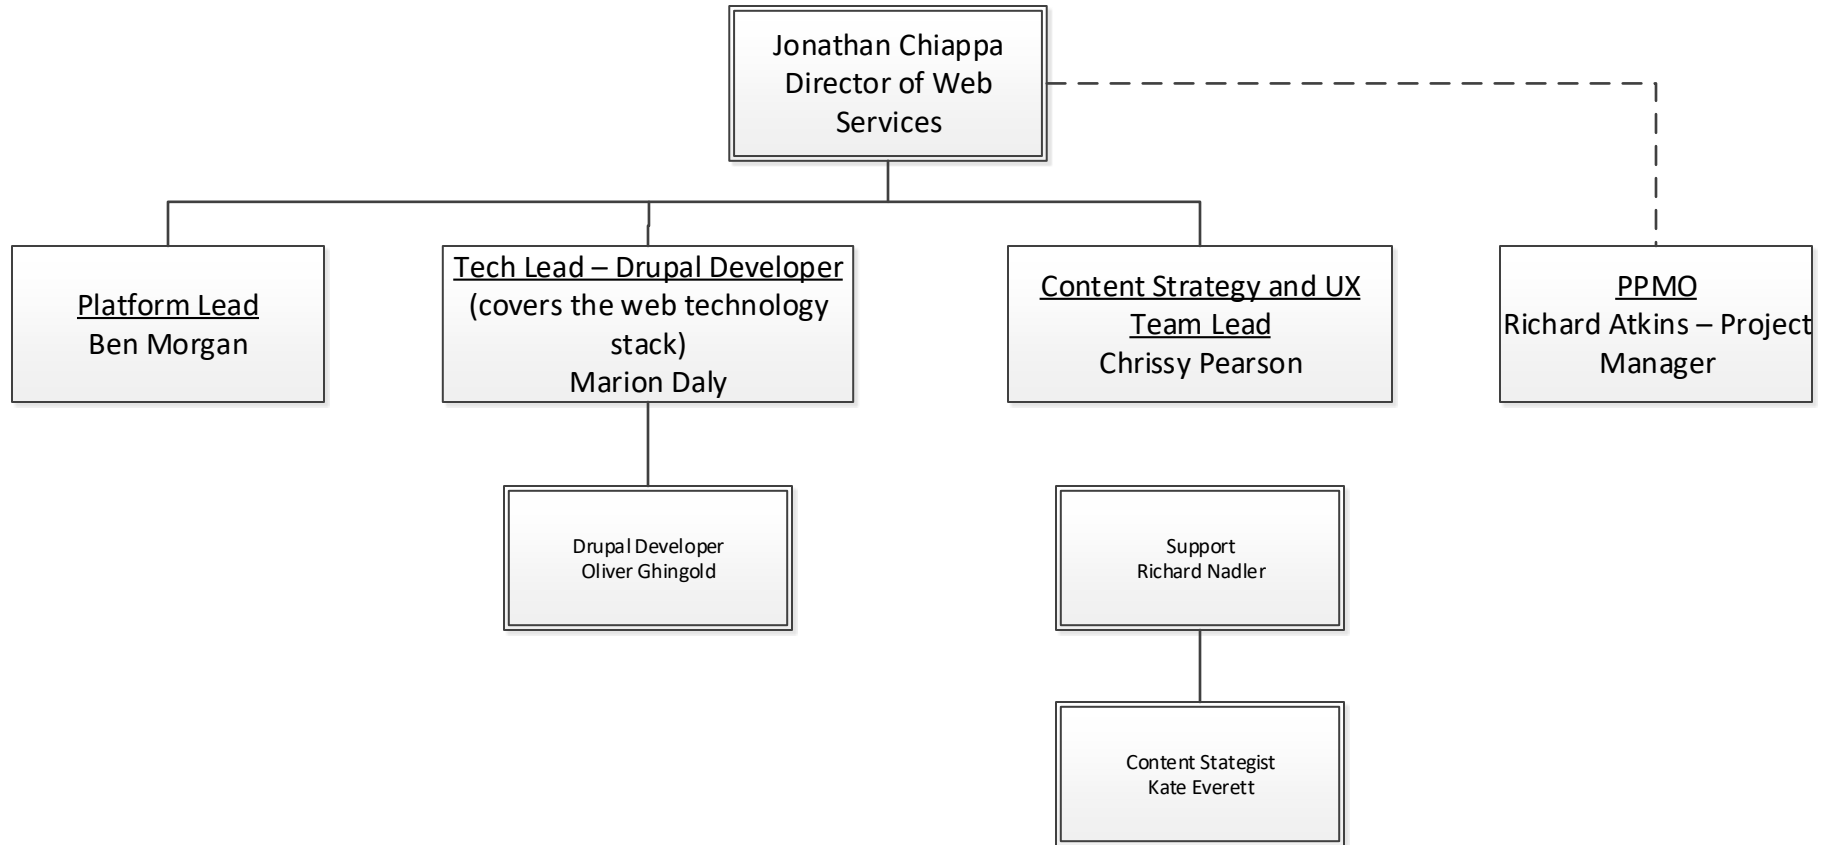 Jonathan Chiappa
Director of Web
Services
Platform Lead
Ben Morgan
Tech Lead – Drupal Developer
(covers the web technology
stack)
Marion Daly
Content Strategy and UX
Team Lead
Chrissy Pearson
PPMO
Richard Atkins – Project
Manager
Drupal Developer
Oliver Ghingold
Support
Richard Nadler
Content Stategist
Kate Everett